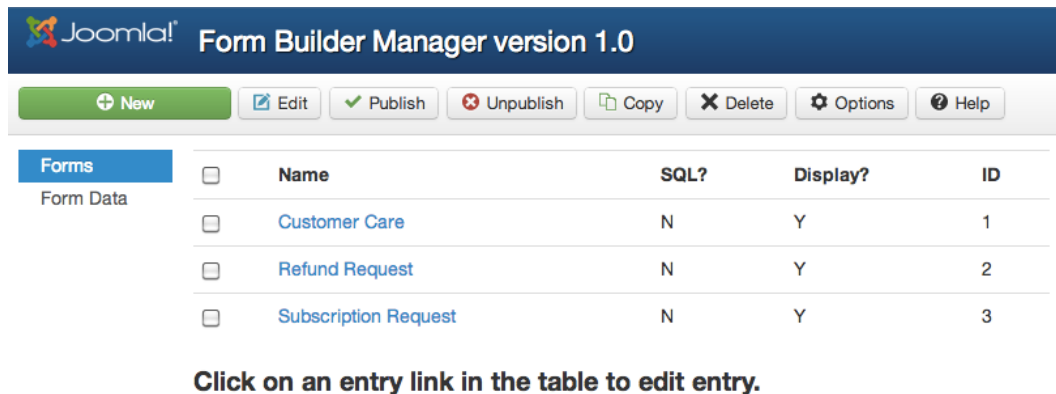 Joomla!® Form Builder Manager version 1.0
New Edit Publish Unpublish Copy Delete Options Help
Forms
Form Data
Name SQL? Display? ID
Customer Care N Y 1
Refund Request N Y 2
Subscription Request N Y 3
Click on an entry link in the table to edit entry.